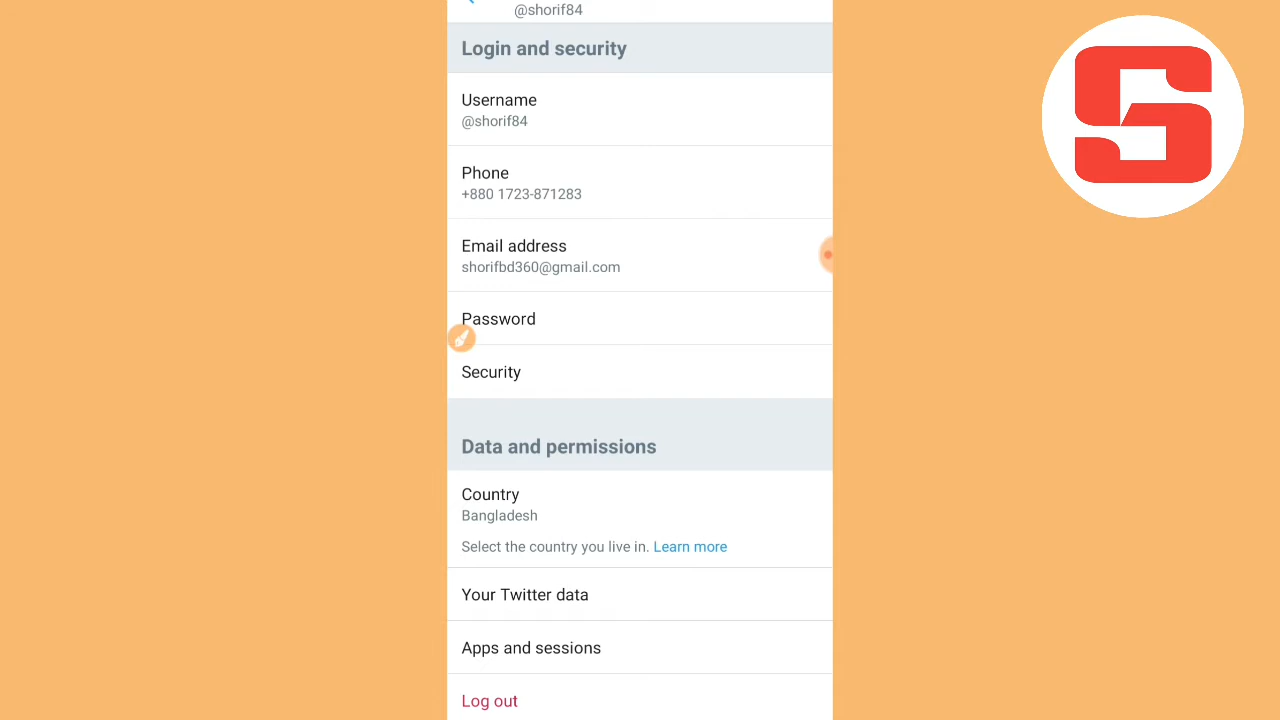 @shorif84
Login and security
Username
@shorif84
Phone
+880 1723-871283
Email address
shorifbd360@gmail.com
Password
Security
Data and permissions
Country
Bangladesh
Select the country you live in. Learn more
Your Twitter data
Apps and sessions
Log out